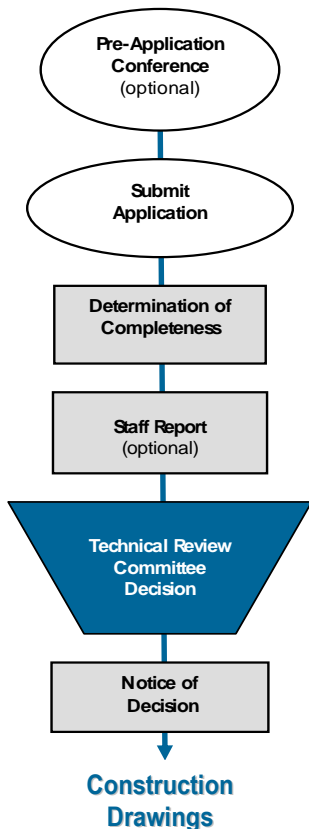 Pre-Application
Conference
(optional)
Submit
Application
Determination of
Completeness
Staff Report
(optional)
Technical Review
Committee
Decision
Notice of
Decision
Construction
Drawings